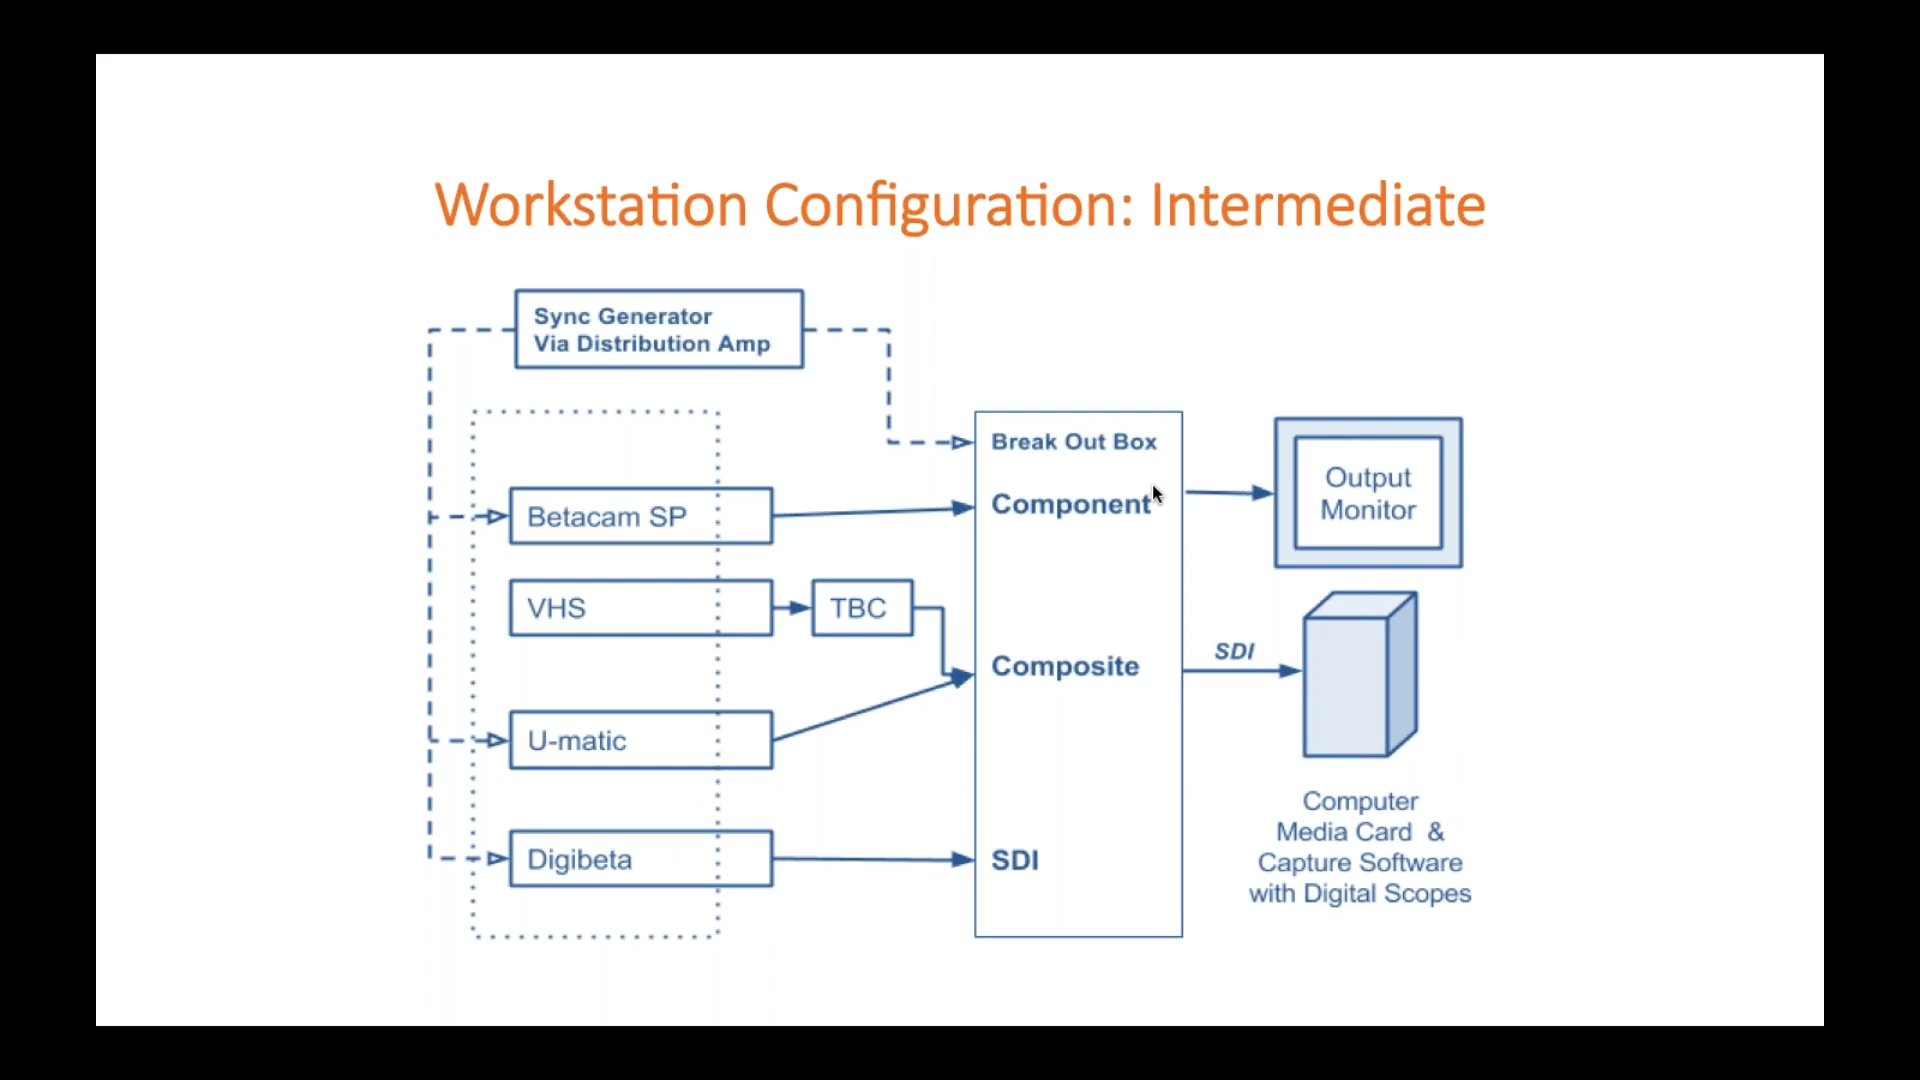 Workstation Configuration: Intermediate
Sync Generator
Via Distribution Amp
Break Out Box
Betacam SP
Component
Output
Monitor
VHS
TBC
Composite
SDI
U-matic
Digibeta
SDI
Computer
Media Card &
Capture Software
with Digital Scopes